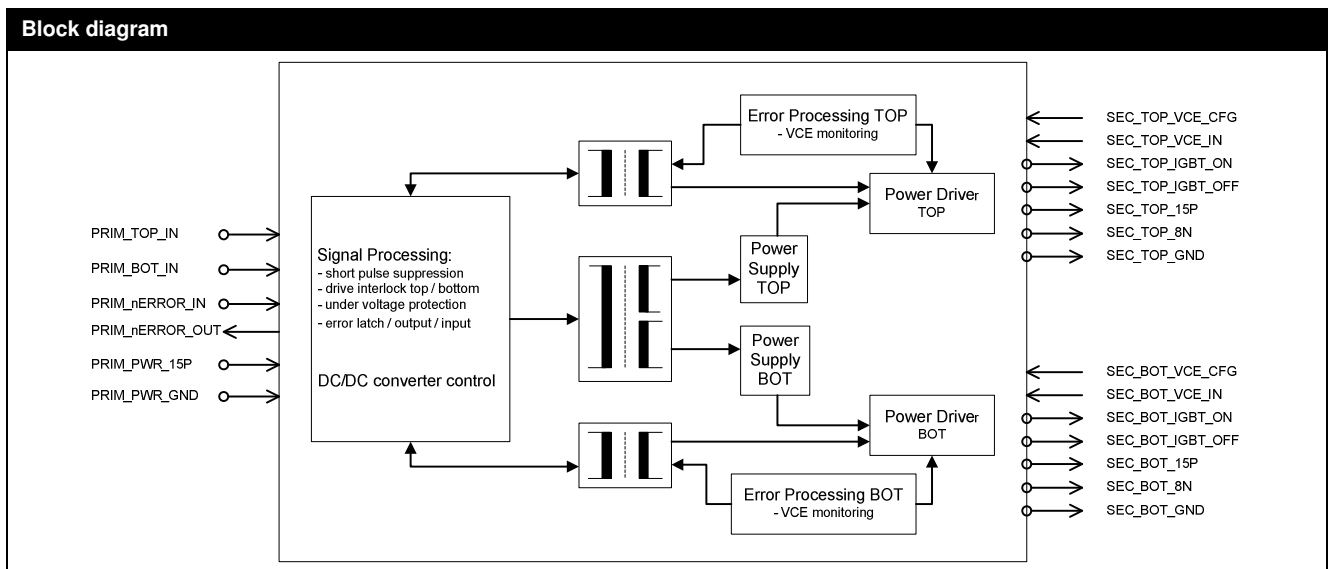 Block diagram
PRIM_TOP_IN
PRIM_BOT_IN
PRIM_nERROR_IN
PRIM_nERROR_OUT
PRIM_PWR_15P
PRIM_PWR_GND
Signal Processing:
- short pulse suppression
- drive interlock top / bottom
- under voltage protection
- error latch / output / input
DC/DC converter control
Error Processing TOP
- VCE monitoring
Power Driver
TOP
Power
Supply
TOP
Power
Supply
BOT
Power Driver
BOT
Error Processing BOT
- VCE monitoring
SEC_TOP_VCE_CFG
SEC_TOP_VCE_IN
SEC_TOP_IGBT_ON
SEC_TOP_IGBT_OFF
SEC_TOP_15P
SEC_TOP_8N
SEC_TOP_GND
SEC_BOT_VCE_CFG
SEC_BOT_VCE_IN
SEC_BOT_IGBT_ON
SEC_BOT_IGBT_OFF
SEC_BOT_15P
SEC_BOT_8N
SEC_BOT_GND